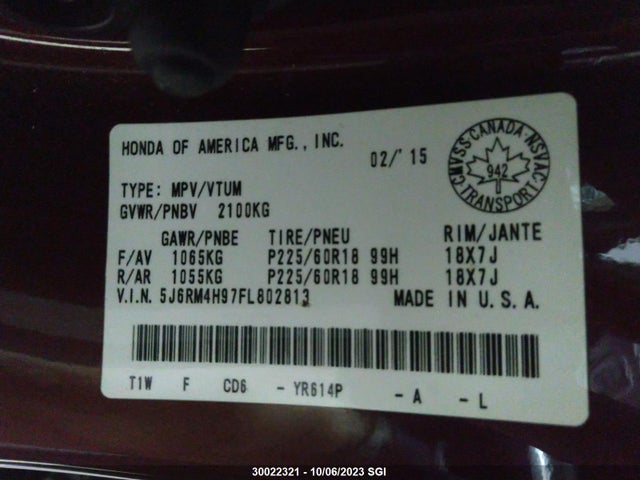 HONDA OF AMERICA MFG., INC.
02/'15
CMVSS-CANADA-NSVAC
942
TRANSPORT
TYPE: MPV/VTUM
GVWR/PNBV 2100KG
GAWR/PNBE TIRE/PNEU RIM/JANTE
F/AV 1065KG P225/60R18 99H 18X7J
R/AR 1055KG P225/60R18 99H 18X7J
V.I.N. 5J6RM4H97FL802813 MADE IN U.S.A.
T1W F CD6 - YR614P - A - L
30022321 - 10/06/2023 SGI